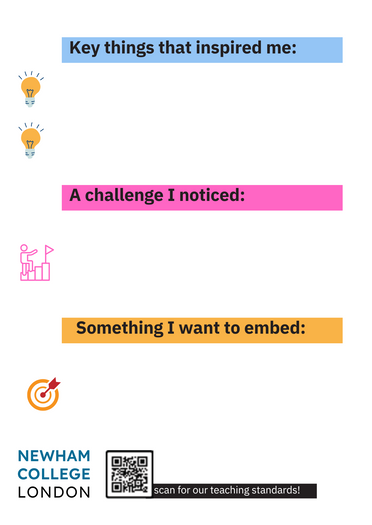 Key things that inspired me:
A challenge I noticed:
Something I want to embed:
NEWHAM
COLLEGE
LONDON
scan for our teaching standards!